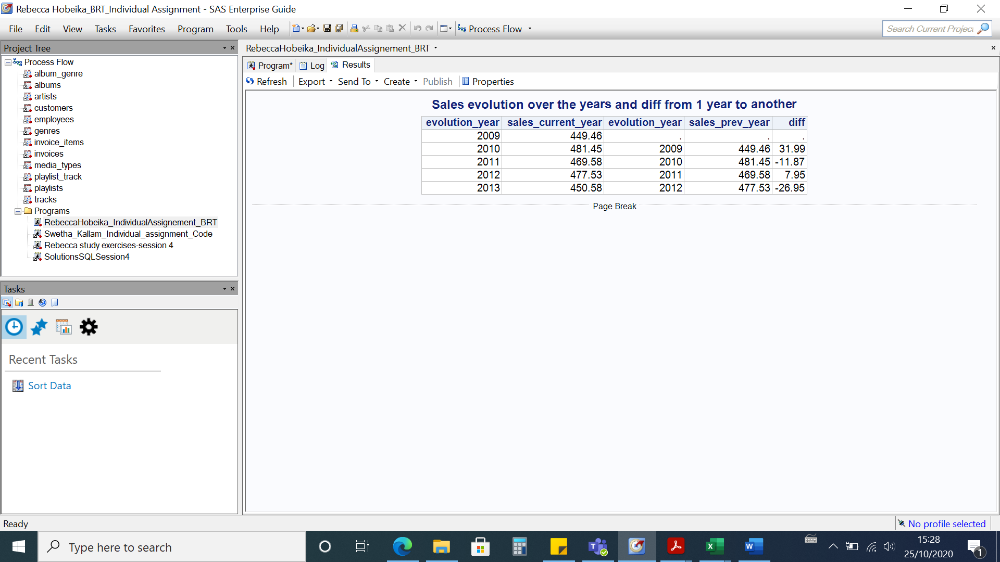 Rebecca Hobeika_BRT_Individual Assignment - SAS Enterprise Guide
File Edit View Tasks Favorites Program Tools Help Process Flow Search Current Project
Project Tree
Process Flow
album_genre
albums
artists
customers
employees
genres
invoice_items
invoices
media_types
playlist_track
playlists
tracks
Programs
RebeccaHobeika_IndividualAssignement_BRT
Swetha_Kallam_Individual_assignment_Code
Rebecca study exercises-session 4
SolutionsSQLSession4
Tasks
Recent Tasks
Sort Data
RebeccaHobeika_IndividualAssignement_BRT
Program* Log Results
Refresh Export Send To Create Publish Properties
Sales evolution over the years and diff from 1 year to another
evolution_year sales_current_year evolution_year sales_prev_year diff
2009 449.46 . . .
2010 481.45 2009 449.46 31.99
2011 469.58 2010 481.45 -11.87
2012 477.53 2011 469.58 7.95
2013 450.58 2012 477.53 -26.95
Page Break
Ready
No profile selected
Type here to search
15:28
25/10/2020
1